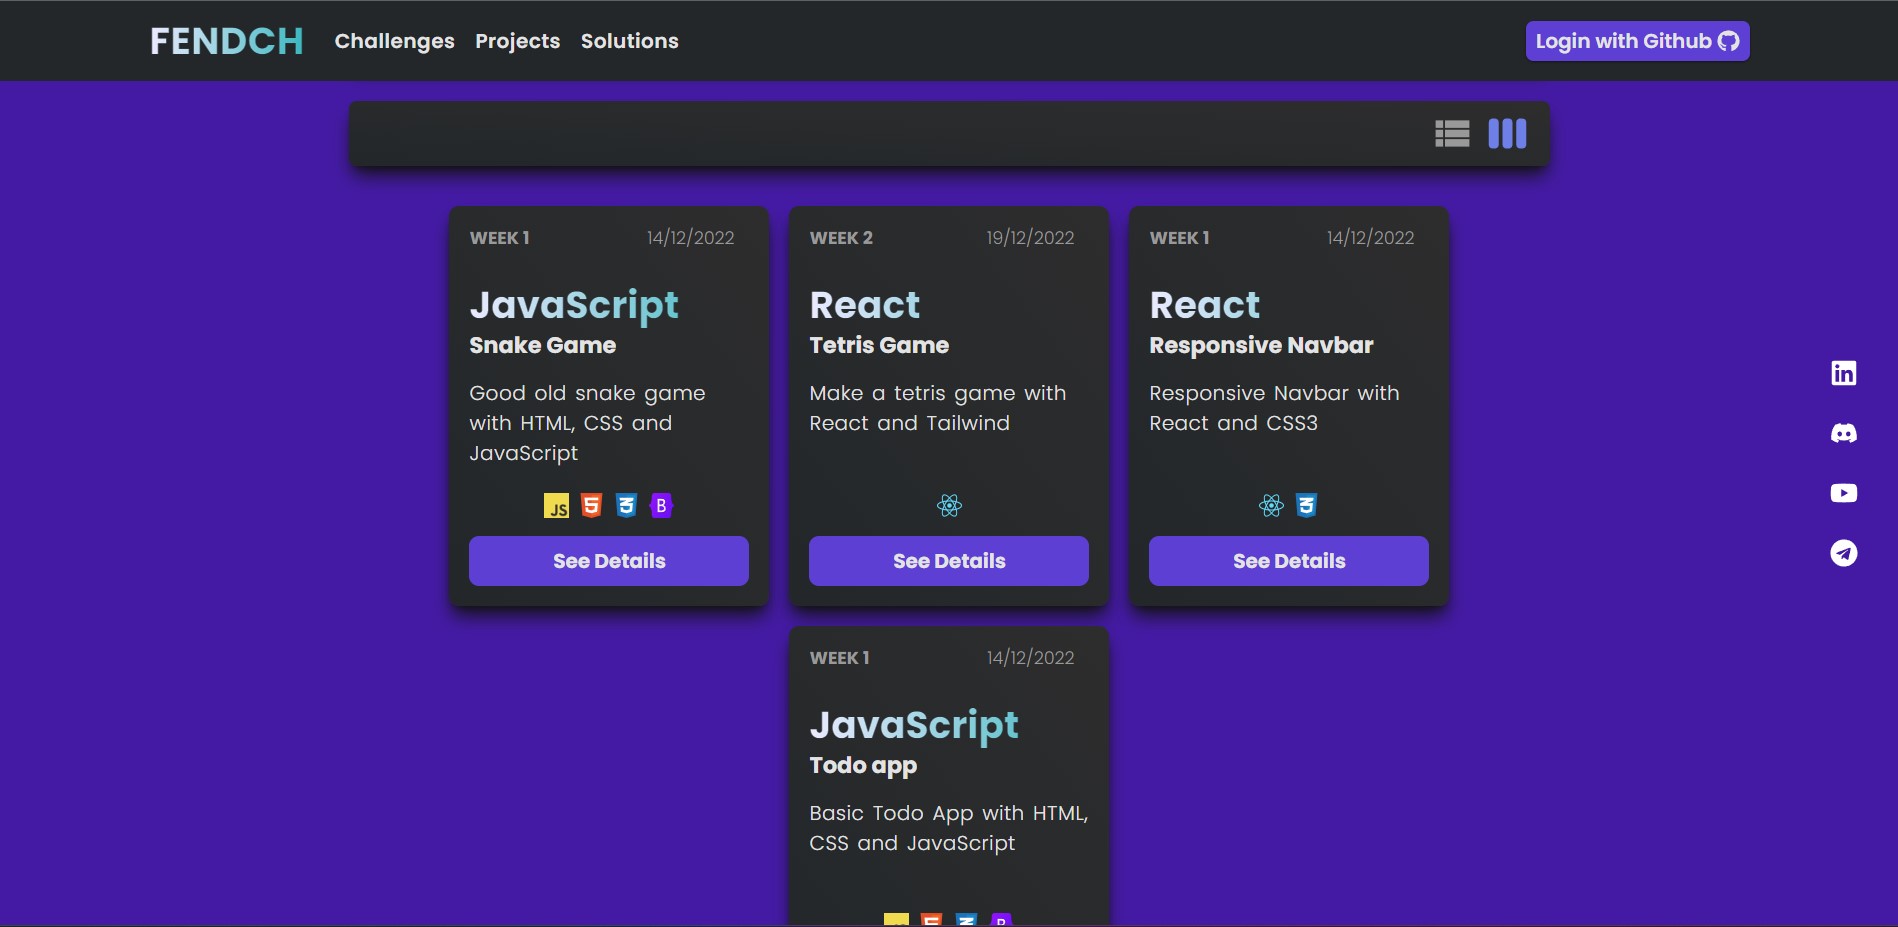 FENDCH Challenges Projects Solutions Login with Github
WEEK 1 14/12/2022
JavaScript
Snake Game
Good old snake game
with HTML, CSS and
JavaScript
JS 5 3 B
See Details
WEEK 2 19/12/2022
React
Tetris Game
Make a tetris game with
React and Tailwind
See Details
WEEK 1 14/12/2022
React
Responsive Navbar
Responsive Navbar with
React and CSS3
3
See Details
in
WEEK 1 14/12/2022
JavaScript
Todo app
Basic Todo App with HTML,
CSS and JavaScript